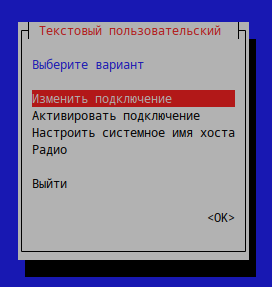 Текстовый пользовательский
Выберите вариант
Изменить подключение
Активировать подключение
Настроить системное имя хоста
Радио
Выйти
<OK>